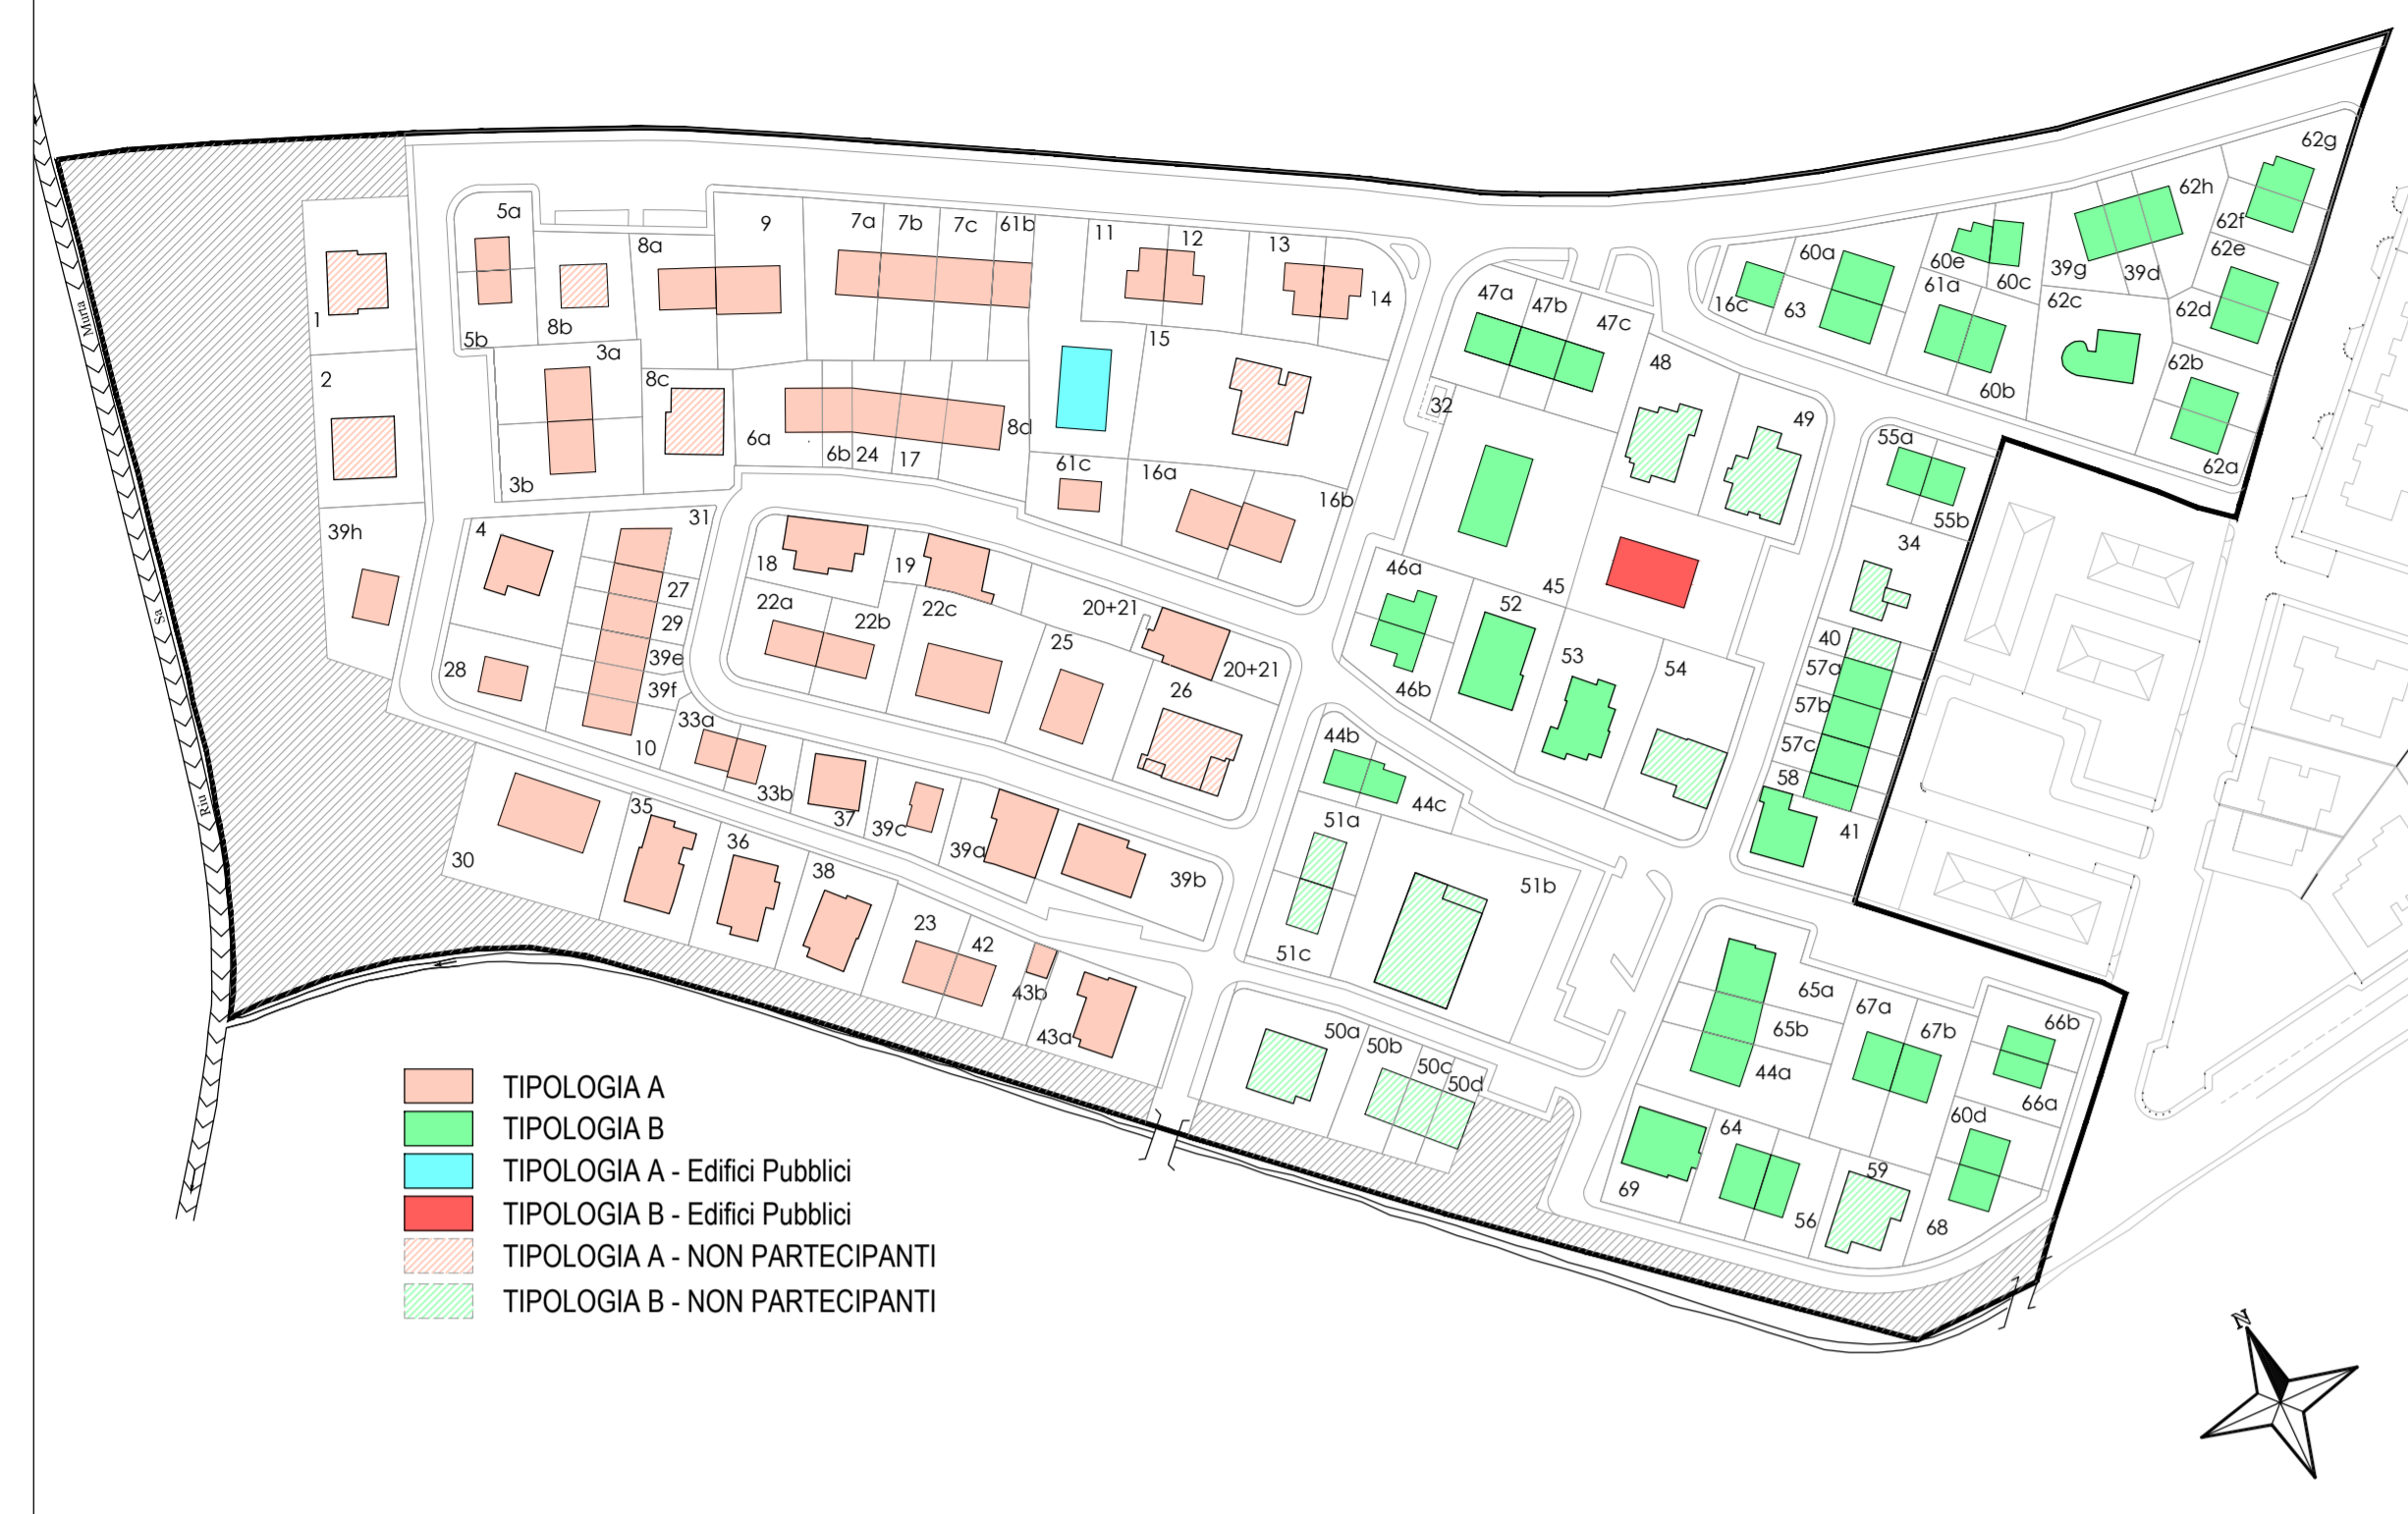 62g
5a
9
7a
7b
7c
61b
11
12
13
62h
62f
62e
8a
60a
60e
60c
39g
39d
14
47a
47b
47c
16c
63
61a
62c
62d
Murta
1
8b
5b
3a
15
2
8c
48
60b
62b
32
49
6a
6b
24
17
8d
61c
16a
16b
55a
62a
3b
55b
39h
4
31
34
18
19
46a
45
27
22a
22b
22c
20+21
52
Sa
29
25
40
28
39e
39f
20+21
26
53
54
57a
46b
33a
57b
10
44b
57c
33b
58
Riu
35
37
39c
44c
51a
41
36
39a
30
38
39b
51b
23
42
51c
43b
65a
67a
43a
50a
50b
65b
67b
66b
50c
50d
44a
66a
60d
64
59
69
56
68
TIPOLOGIA A
TIPOLOGIA B
TIPOLOGIA A - Edifici Pubblici
TIPOLOGIA B - Edifici Pubblici
TIPOLOGIA A - NON PARTECIPANTI
TIPOLOGIA B - NON PARTECIPANTI
N